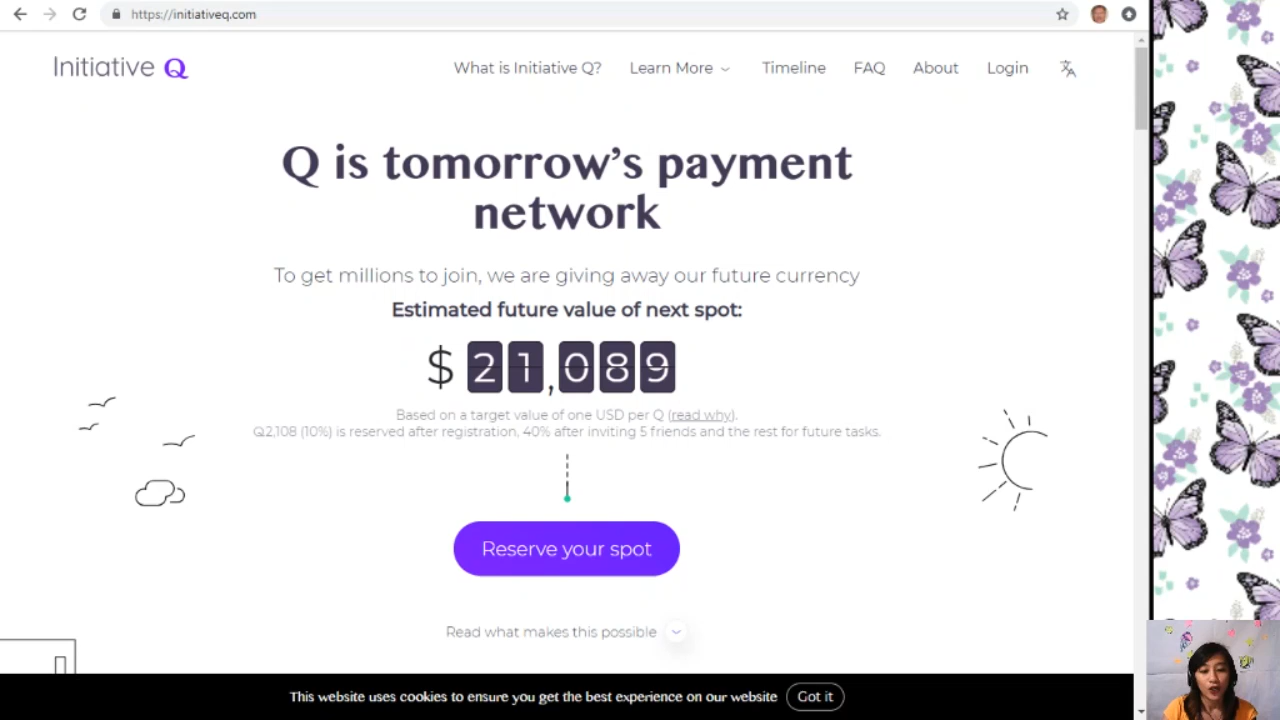 https://initiativeq.com
Initiative Q
What is Initiative Q? Learn More Timeline FAQ About Login
Q is tomorrow's payment
network
To get millions to join, we are giving away our future currency
Estimated future value of next spot:
$ 21,089
Based on a target value of one USD per Q (read why).
Q2,108 (10%) is reserved after registration, 40% after inviting 5 friends and the rest for future tasks.
Reserve your spot
Read what makes this possible
This website uses cookies to ensure you get the best experience on our website Got it